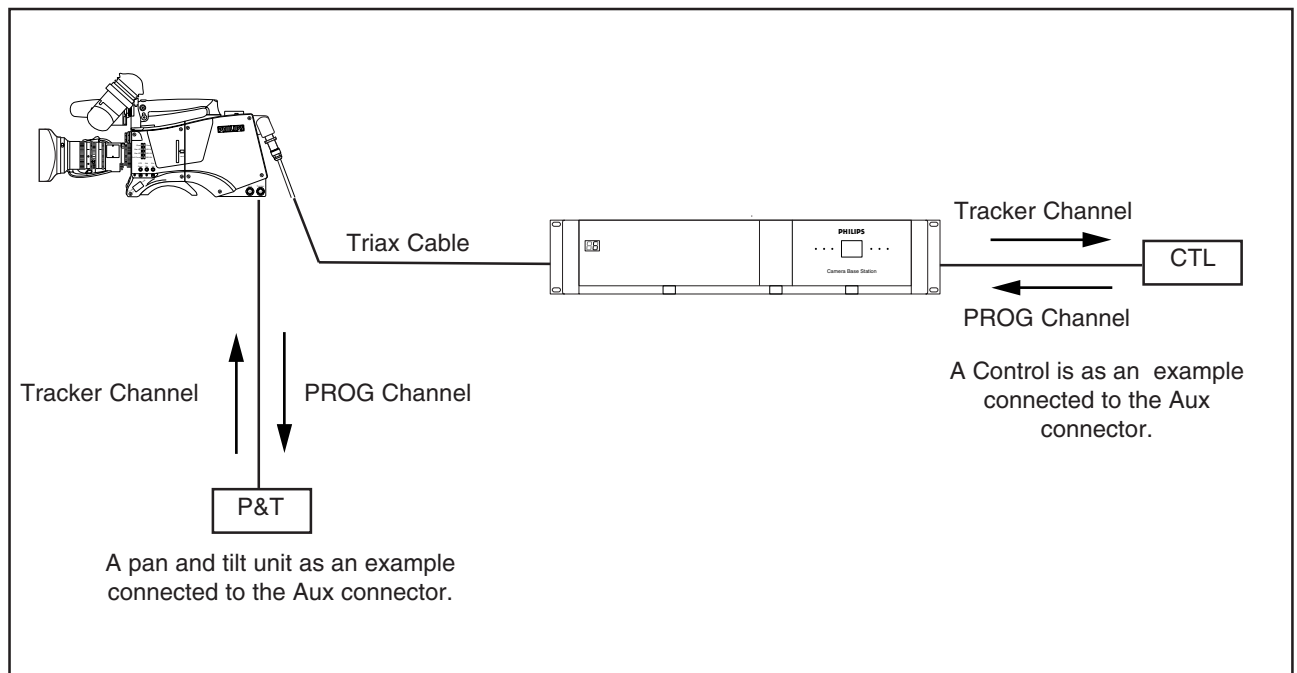 PHILIPS
Triax Cable
PHILIPS
Camera Base Station
Tracker Channel
CTL
PROG Channel
A Control is as an example
connected to the Aux
connector.
Tracker Channel
PROG Channel
P&T
A pan and tilt unit as an example
connected to the Aux connector.